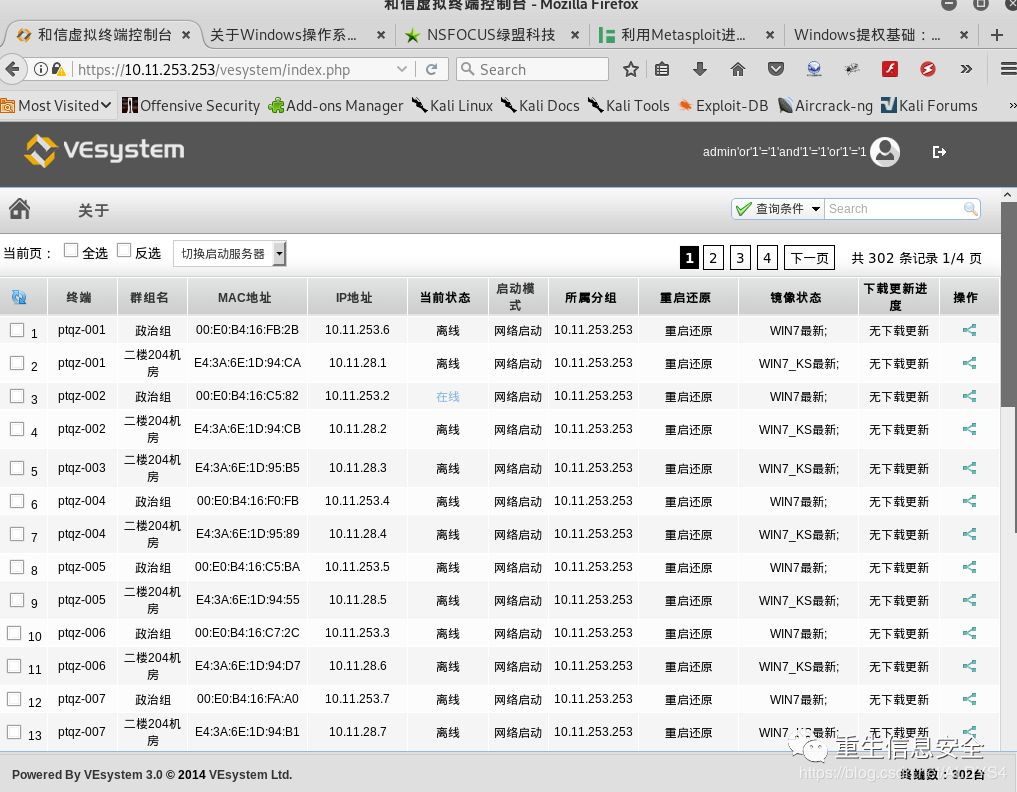 和信虚拟终端控制台 - Mozilla Firefox
和信虚拟终端控制台 × 关于Windows操作系... × NSFOCUS绿盟科技 × 利用Metasploit进... × Windows提权基础：... × +
https://10.11.253.253/vesystem/index.php Search
Most Visited Offensive Security Add-ons Manager Kali Linux Kali Docs Kali Tools Exploit-DB Aircrack-ng Kali Forums »
VEsystem admin'or'1'='1'and'1'='1'or'1'='1
关于 查询条件 Search
当前页： 全选 反选 切换启动服务器 1 2 3 4 下一页 共 302 条记录 1/4 页
终端 群组名 MAC地址 IP地址 当前状态 启动模式 所属分组 重启还原 镜像状态 下载更新进度 操作
1 ptqz-001 政治组 00:E0:B4:16:FB:2B 10.11.253.6 离线 网络启动 10.11.253.253 重启还原 WIN7最新; 无下载更新
2 ptqz-001 二楼204机房 E4:3A:6E:1D:94:CA 10.11.28.1 离线 网络启动 10.11.253.253 重启还原 WIN7_KS最新; 无下载更新
3 ptqz-002 政治组 00:E0:B4:16:C5:82 10.11.253.2 在线 网络启动 10.11.253.253 重启还原 WIN7最新; 无下载更新
4 ptqz-002 二楼204机房 E4:3A:6E:1D:94:CB 10.11.28.2 离线 网络启动 10.11.253.253 重启还原 WIN7_KS最新; 无下载更新
5 ptqz-003 二楼204机房 E4:3A:6E:1D:95:B5 10.11.28.3 离线 网络启动 10.11.253.253 重启还原 WIN7_KS最新; 无下载更新
6 ptqz-004 政治组 00:E0:B4:16:F0:FB 10.11.253.4 离线 网络启动 10.11.253.253 重启还原 WIN7最新; 无下载更新
7 ptqz-004 二楼204机房 E4:3A:6E:1D:95:89 10.11.28.4 离线 网络启动 10.11.253.253 重启还原 WIN7_KS最新; 无下载更新
8 ptqz-005 政治组 00:E0:B4:16:C5:BA 10.11.253.5 离线 网络启动 10.11.253.253 重启还原 WIN7最新; 无下载更新
9 ptqz-005 二楼204机房 E4:3A:6E:1D:94:55 10.11.28.5 离线 网络启动 10.11.253.253 重启还原 WIN7_KS最新; 无下载更新
10 ptqz-006 政治组 00:E0:B4:16:C7:2C 10.11.253.3 离线 网络启动 10.11.253.253 重启还原 WIN7最新; 无下载更新
11 ptqz-006 二楼204机房 E4:3A:6E:1D:94:D7 10.11.28.6 离线 网络启动 10.11.253.253 重启还原 WIN7_KS最新; 无下载更新
12 ptqz-007 政治组 00:E0:B4:16:FA:A0 10.11.253.7 离线 网络启动 10.11.253.253 重启还原 WIN7最新; 无下载更新
13 ptqz-007 二楼204机房 E4:3A:6E:1D:94:B1 10.11.28.7 离线 网络启动 10.11.253.253 重启还原 WIN7_KS最新; 无下载更新
重生信息安全
Powered By VEsystem 3.0 © 2014 VEsystem Ltd. 终端数：302台